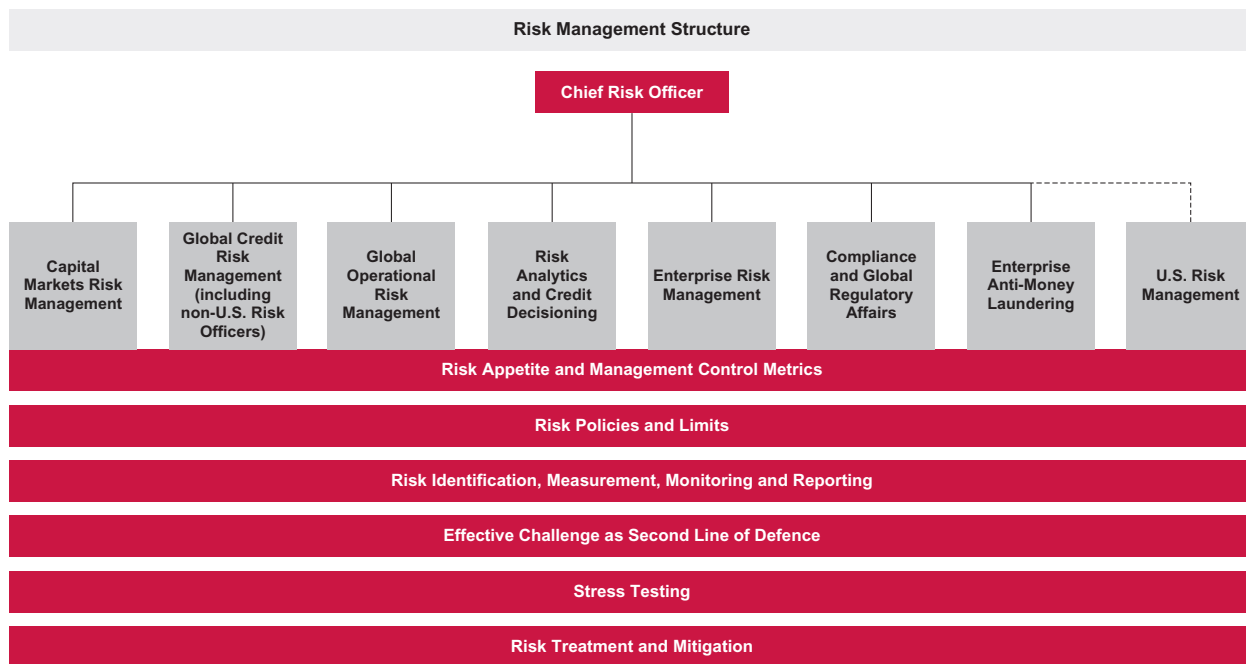 Risk Management Structure
Chief Risk Officer
Capital
Markets Risk
Management
Global Credit
Risk
Management
(including
non-U.S. Risk
Officers)
Global
Operational
Risk
Management
Risk
Analytics
and Credit
Decisioning
Enterprise Risk
Management
Compliance
and Global
Regulatory
Affairs
Enterprise
Anti-Money
Laundering
U.S. Risk
Management
Risk Appetite and Management Control Metrics
Risk Policies and Limits
Risk Identification, Measurement, Monitoring and Reporting
Effective Challenge as Second Line of Defence
Stress Testing
Risk Treatment and Mitigation